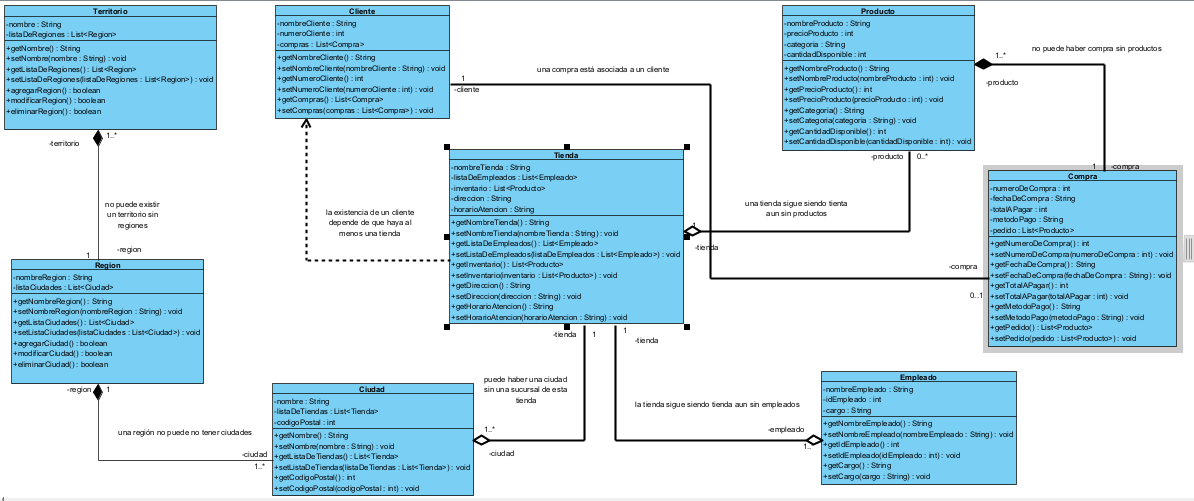 Territorio
-nombre : String
-listaDeRegiones : List<Region>
+getNombre() : String
+setNombre(nombre : String) : void
+getListaDeRegiones() : List<Region>
+setListaDeRegiones(listaDeRegiones : List<Region>) : void
+agregarRegion() : boolean
+modificarRegion() : boolean
+eliminarRegion() : boolean
Cliente
-nombreCliente : String
-numeroCliente : int
-compras : List<Compra>
+getNombreCliente() : String
+setNombreCliente(nombreCliente : String) : void
+getNumeroCliente() : int
+setNumeroCliente(numeroCliente : int) : void
+getCompras() : List<Compra>
+setCompras(compras : List<Compra>) : void
Producto
-nombreProducto : String
-precioProducto : int
-categoria : String
-cantidadDisponible : int
+getNombreProducto() : String
+setNombreProducto(nombreProducto : int) : void
+getPrecioProducto() : int
+setPrecioProducto(precioProducto : int) : void
+getCategoria() : String
+setCategoria(categoria : String) : void
+getCantidadDisponible() : int
+setCantidadDisponible(cantidadDisponible : int) : void
no puede haber compra sin productos
1..*
-producto
1
-compra
una compra está asociada a un cliente
1
-cliente
1..*
-territorio
no puede existir
un territorio sin
regiones
-region
1
la existencia de un cliente
depende de que haya al
menos una tienda
Tienda
-nombreTienda : String
-listaDeEmpleados : List<Empleado>
-inventario : List<Producto>
-direccion : String
-horarioAtencion : String
+getNombreTienda() : String
+setNombreTienda(nombreTienda : String) : void
+getListaDeEmpleados() : List<Empleado>
+setListaDeEmpleados(listaDeEmpleados : List<Empleado>) : void
+getInventario() : List<Producto>
+setInventario(inventario : List<Producto>) : void
+getDireccion() : String
+setDireccion(direccion : String) : void
+getHorarioAtencion() : String
+setHorarioAtencion(horarioAtencion : String) : void
-producto
0..*
una tienda sigue siendo tienta
aun sin productos
1
-tienda
-compra
0..1
Compra
-numeroDeCompra : int
-fechaDeCompra : String
-totalAPagar : int
-metodoPago : String
-pedido : List<Producto>
+getNumeroDeCompra() : int
+setNumeroDeCompra(numeroDeCompra : int) : void
+getFechaDeCompra() : String
+setFechaDeCompra(fechaDeCompra : String) : void
+getTotalAPagar() : int
+setTotalAPagar(totalAPagar : int) : void
+getMetodoPago() : String
+setMetodoPago(metodoPago : String) : void
+getPedido() : List<Producto>
+setPedido(pedido : List<Producto>) : void
Region
-nombreRegion : String
-listaCiudades : List<Ciudad>
+getNombreRegion() : String
+setNombreRegion(nombreRegion : String) : void
+getListaCiudades() : List<Ciudad>
+setListaCiudades(listaCiudades : List<Ciudad>) : void
+agregarCiudad() : boolean
+modificarCiudad() : boolean
+eliminarCiudad() : boolean
-region
1
una región no puede no tener ciudades
-ciudad
1..*
Ciudad
-nombre : String
-listaDeTiendas : List<Tienda>
-codigoPostal : int
+getNombre() : String
+setNombre(nombre : String) : void
+getListaDeTiendas() : List<Tienda>
+setListaDeTiendas(listaDeTiendas : List<Tienda>) : void
+getCodigoPostal() : int
+setCodigoPostal(codigoPostal : int) : void
-tienda
1
1
-tienda
puede haber una ciudad
sin una sucursal de esta
tienda
1..*
-ciudad
la tienda sigue siendo tienda aun sin empleados
-empleado
1..*
Empleado
-nombreEmpleado : String
-idEmpleado : int
-cargo : String
+getNombreEmpleado() : String
+setNombreEmpleado(nombreEmpleado : String) : void
+getIdEmpleado() : int
+setIdEmpleado(idEmpleado : int) : void
+getCargo() : String
+setCargo(cargo : String) : void